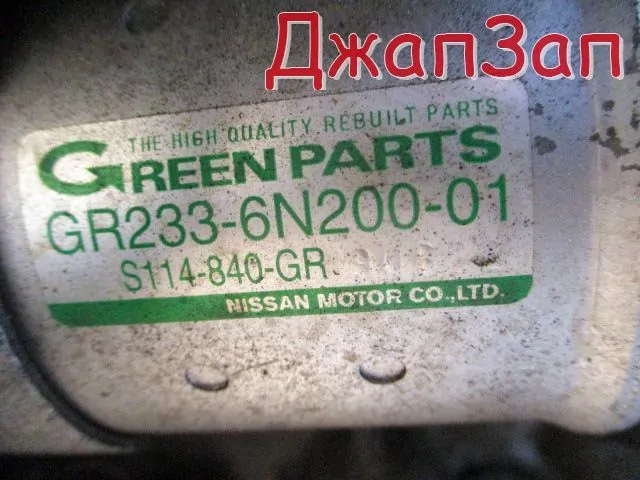 ДжапЗап
THE HIGH QUALITY REBUILT PARTS
GREEN PARTS
GR233-6N200-01
S114-840-GR
NISSAN MOTOR CO.,LTD.